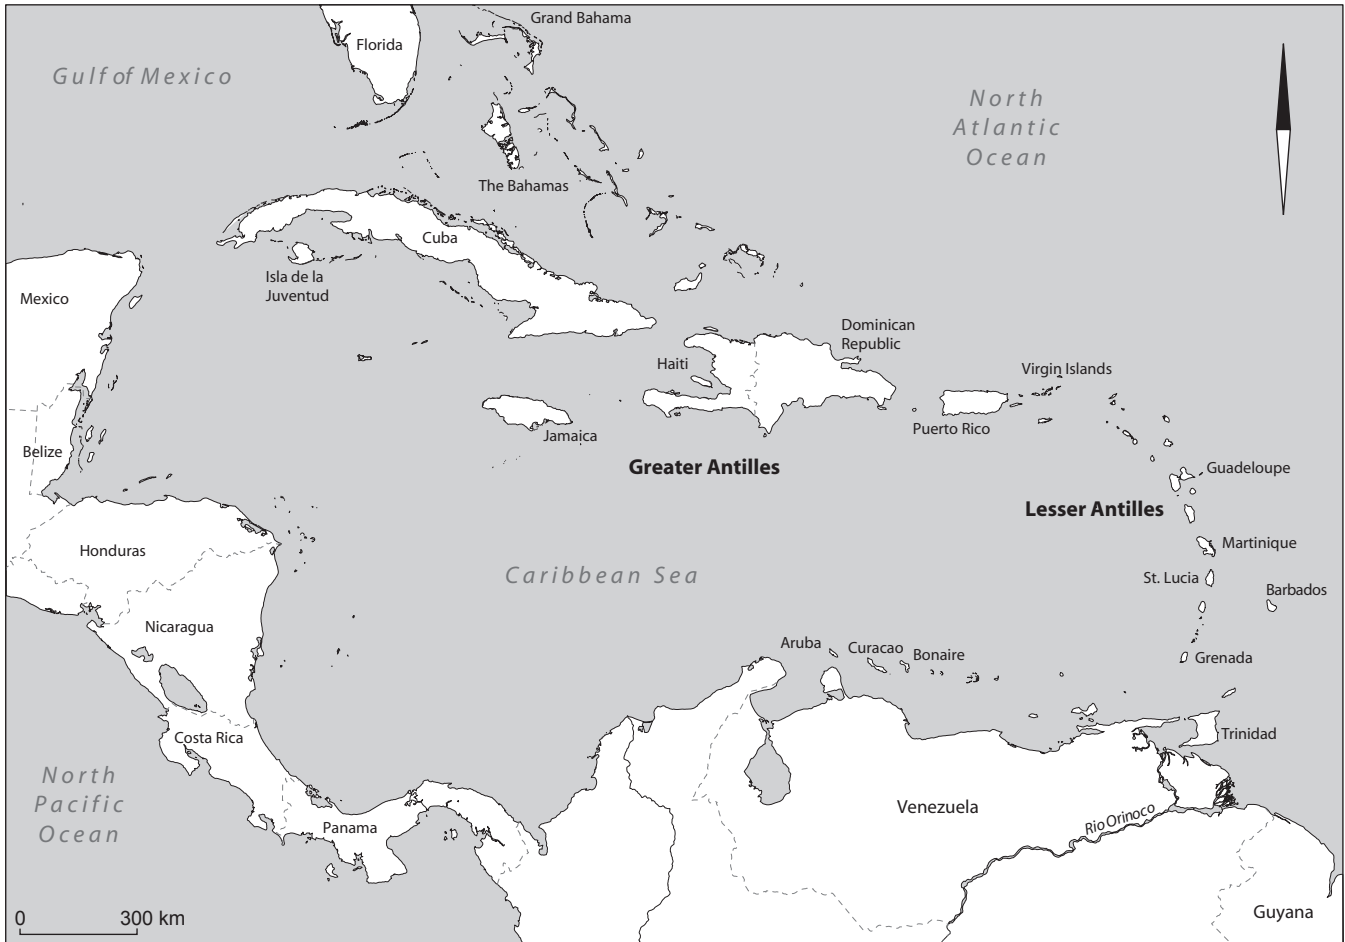 Grand Bahama
Florida
Gulf of Mexico
North
Atlantic
Ocean
The Bahamas
Cuba
Isla de la
Juventud
Mexico
Dominican
Republic
Haiti
Virgin Islands
Puerto Rico
Jamaica
Belize
Greater Antilles
Guadeloupe
Lesser Antilles
Martinique
Honduras
Caribbean Sea
St. Lucia
Barbados
Nicaragua
Aruba
Curacao
Bonaire
Grenada
Costa Rica
Trinidad
North
Pacific
Ocean
Venezuela
Rio Orinoco
Panama
Guyana
0 300 km